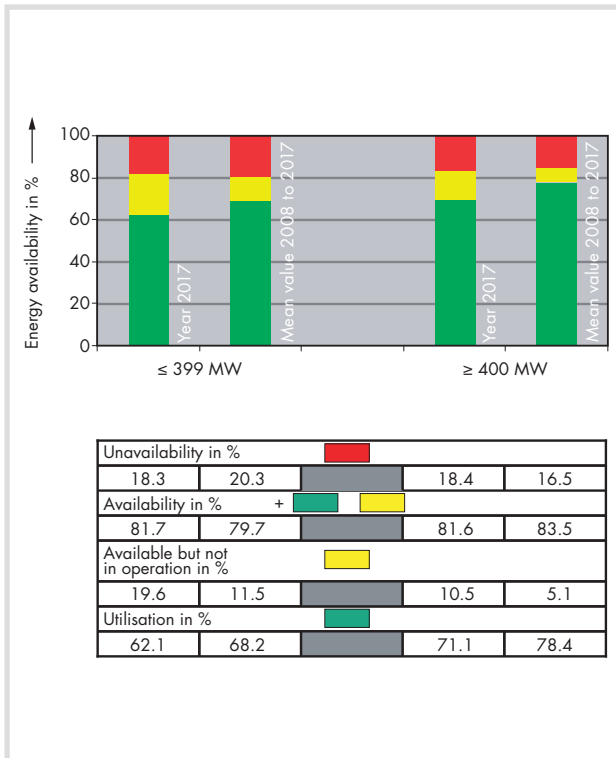 Energy availability in %
100
80
60
40
20
0
Year 2017
Mean value 2008 to 2017
Year 2017
Mean value 2008 to 2017
≤ 399 MW
≥ 400 MW
Unavailability in %
18.3 20.3 18.4 16.5
Availability in % +
81.7 79.7 81.6 83.5
Available but not
in operation in %
19.6 11.5 10.5 5.1
Utilisation in %
62.1 68.2 71.1 78.4